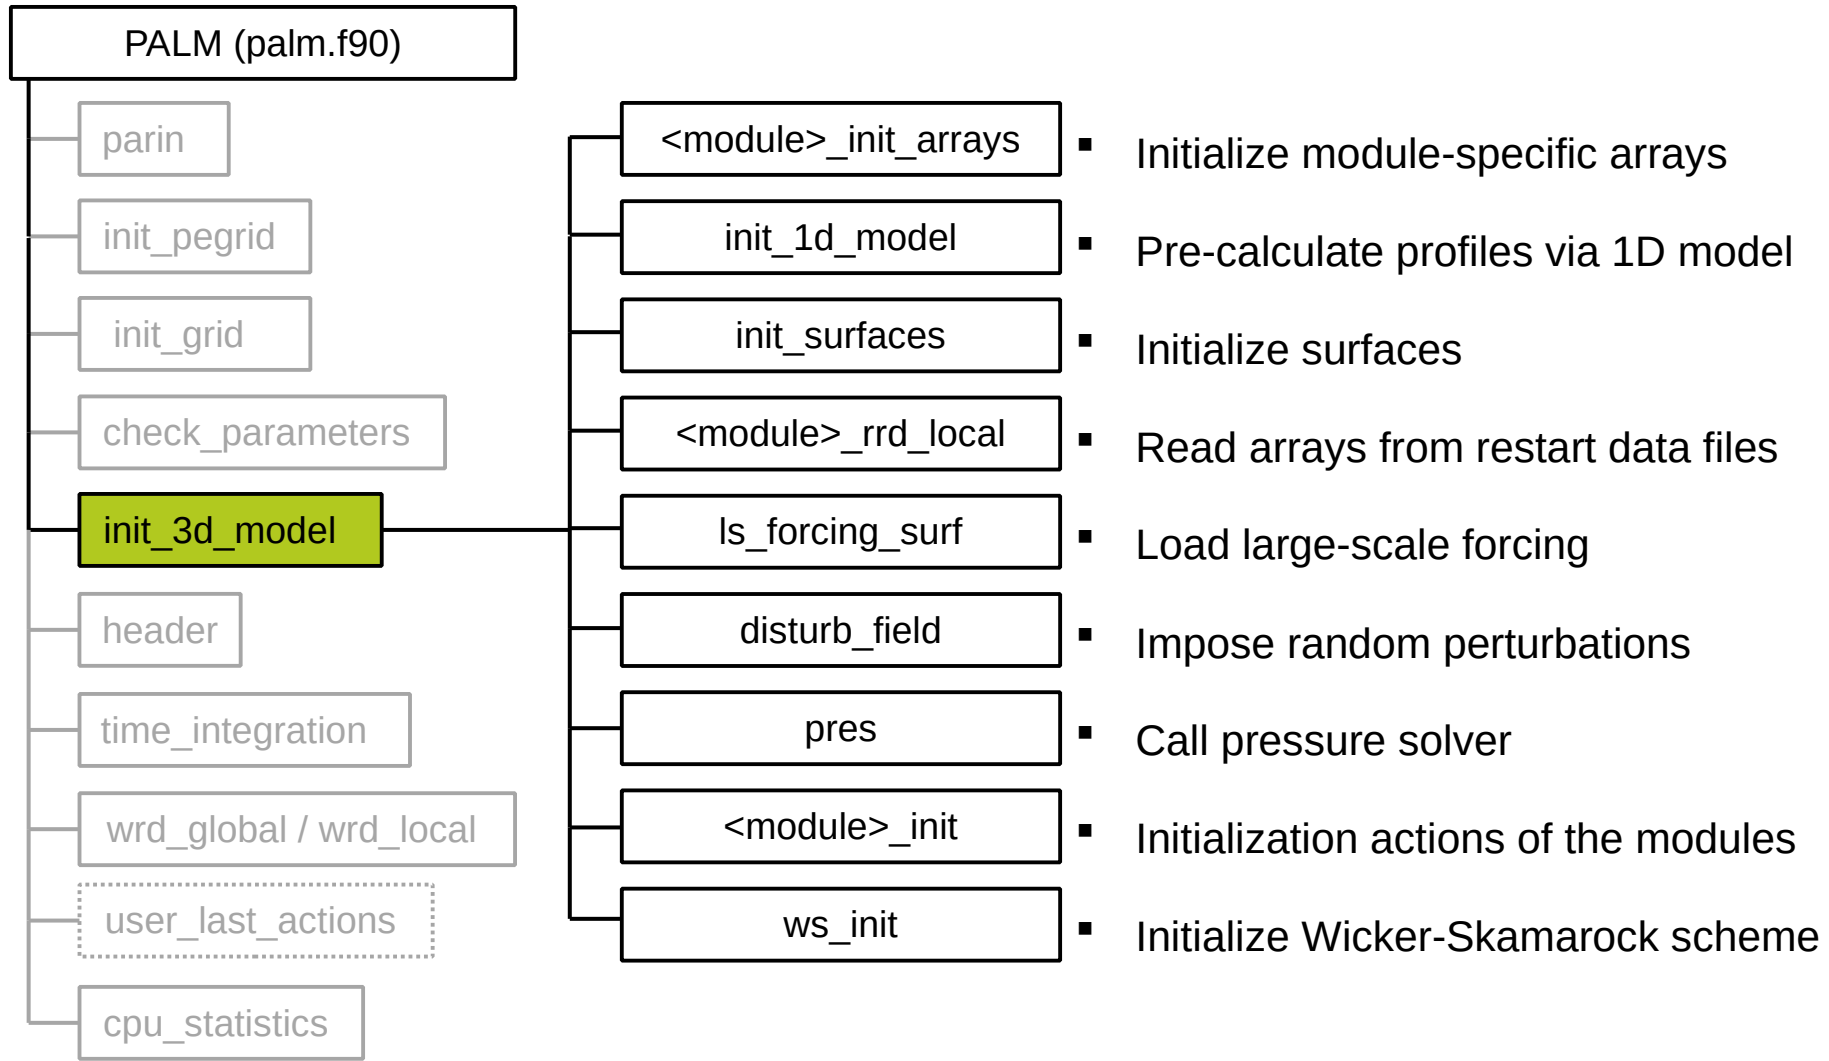 PALM (palm.f90)
parin
init_pegrid
init_grid
check_parameters
init_3d_model
header
time_integration
wrd_global / wrd_local
user_last_actions
cpu_statistics
<module>_init_arrays
▪ Initialize module-specific arrays
init_1d_model
▪ Pre-calculate profiles via 1D model
init_surfaces
▪ Initialize surfaces
<module>_rrd_local
▪ Read arrays from restart data files
ls_forcing_surf
▪ Load large-scale forcing
disturb_field
▪ Impose random perturbations
pres
▪ Call pressure solver
<module>_init
▪ Initialization actions of the modules
ws_init
▪ Initialize Wicker-Skamarock scheme